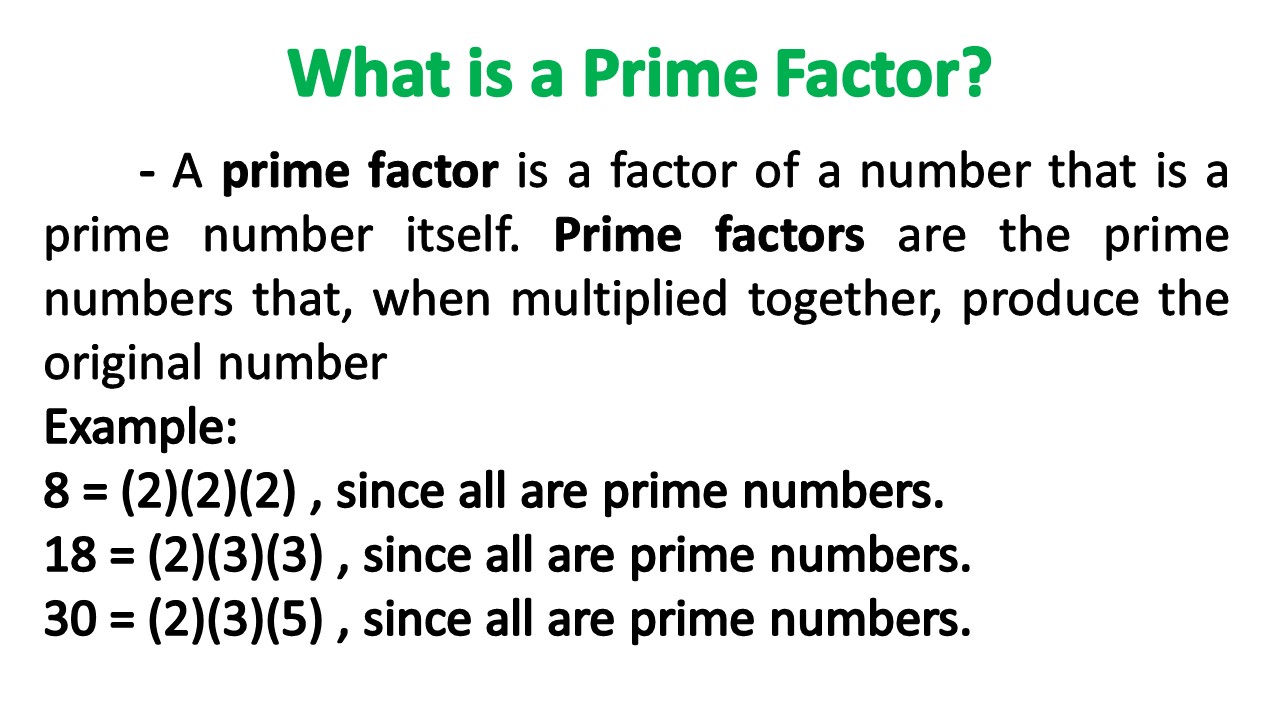 What is a Prime Factor?
- A prime factor is a factor of a number that is a
prime number itself. Prime factors are the prime
numbers that, when multiplied together, produce the
original number
Example:
8 = (2)(2)(2) , since all are prime numbers.
18 = (2)(3)(3) , since all are prime numbers.
30 = (2)(3)(5) , since all are prime numbers.